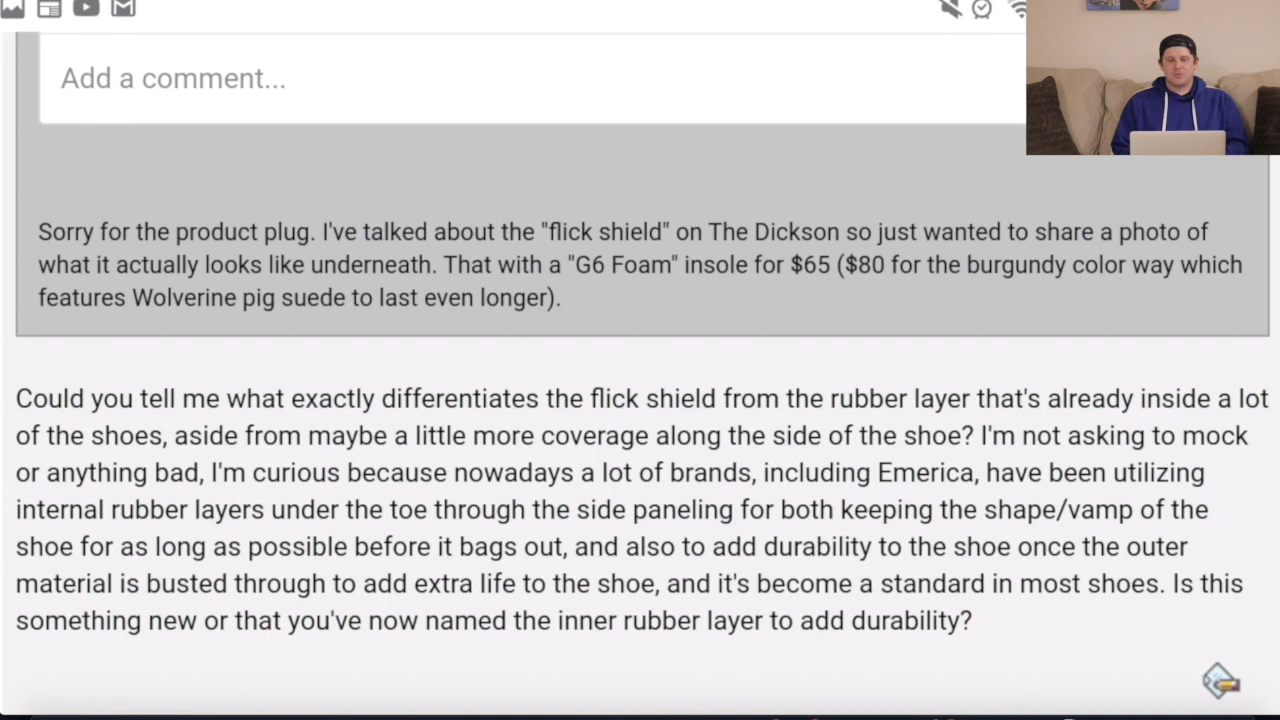 Add a comment...
Sorry for the product plug. I've talked about the "flick shield" on The Dickson so just wanted to share a photo of
what it actually looks like underneath. That with a "G6 Foam" insole for $65 ($80 for the burgundy color way which
features Wolverine pig suede to last even longer).
Could you tell me what exactly differentiates the flick shield from the rubber layer that's already inside a lot
of the shoes, aside from maybe a little more coverage along the side of the shoe? I'm not asking to mock
or anything bad, I'm curious because nowadays a lot of brands, including Emerica, have been utilizing
internal rubber layers under the toe through the side paneling for both keeping the shape/vamp of the
shoe for as long as possible before it bags out, and also to add durability to the shoe once the outer
material is busted through to add extra life to the shoe, and it's become a standard in most shoes. Is this
something new or that you've now named the inner rubber layer to add durability?